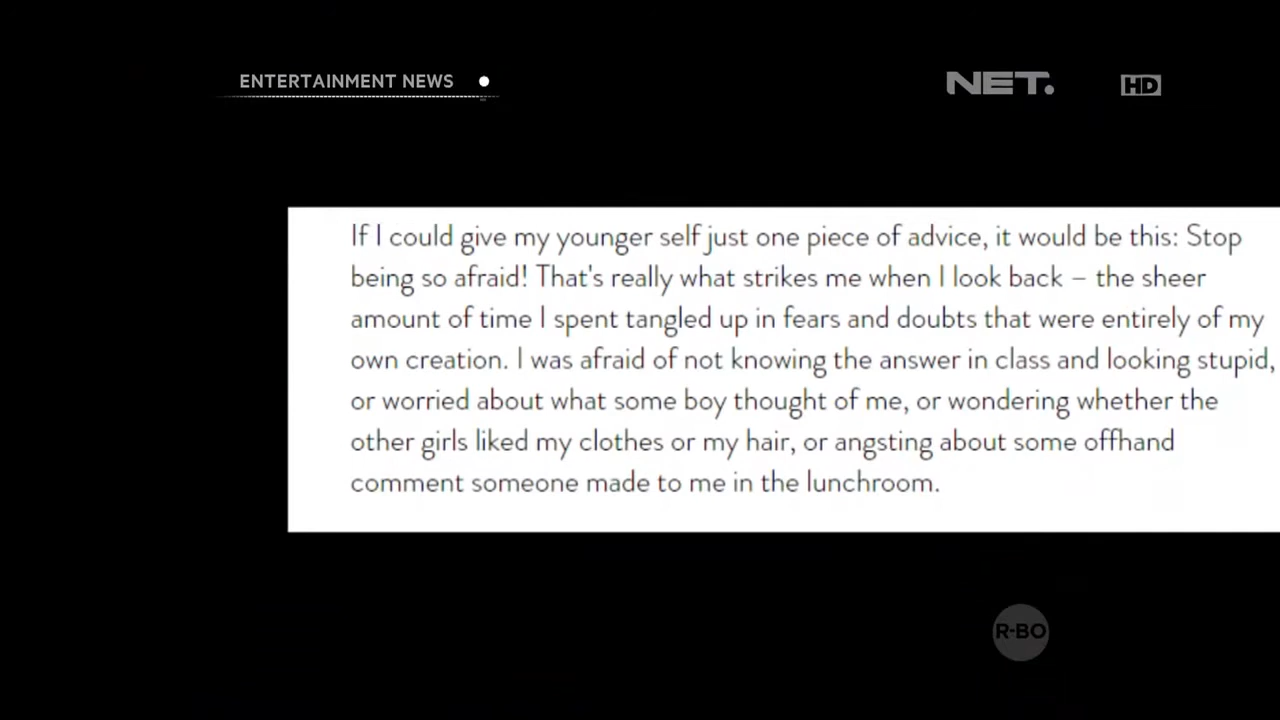 ENTERTAINMENT NEWS
NET.
HD
If I could give my younger self just one piece of advice, it would be this: Stop
being so afraid! That's really what strikes me when I look back – the sheer
amount of time I spent tangled up in fears and doubts that were entirely of my
own creation. I was afraid of not knowing the answer in class and looking stupid,
or worried about what some boy thought of me, or wondering whether the
other girls liked my clothes or my hair, or angsting about some offhand
comment someone made to me in the lunchroom.
R-BO